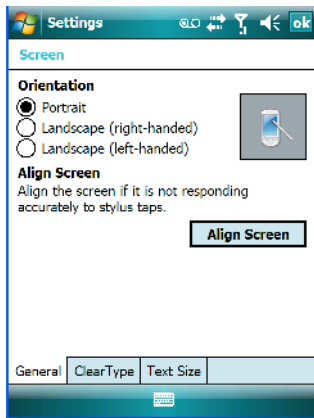 Settings
ok
Screen
Orientation
Portrait
Landscape (right-handed)
Landscape (left-handed)
Align Screen
Align the screen if it is not responding
accurately to stylus taps.
Align Screen
General ClearType Text Size